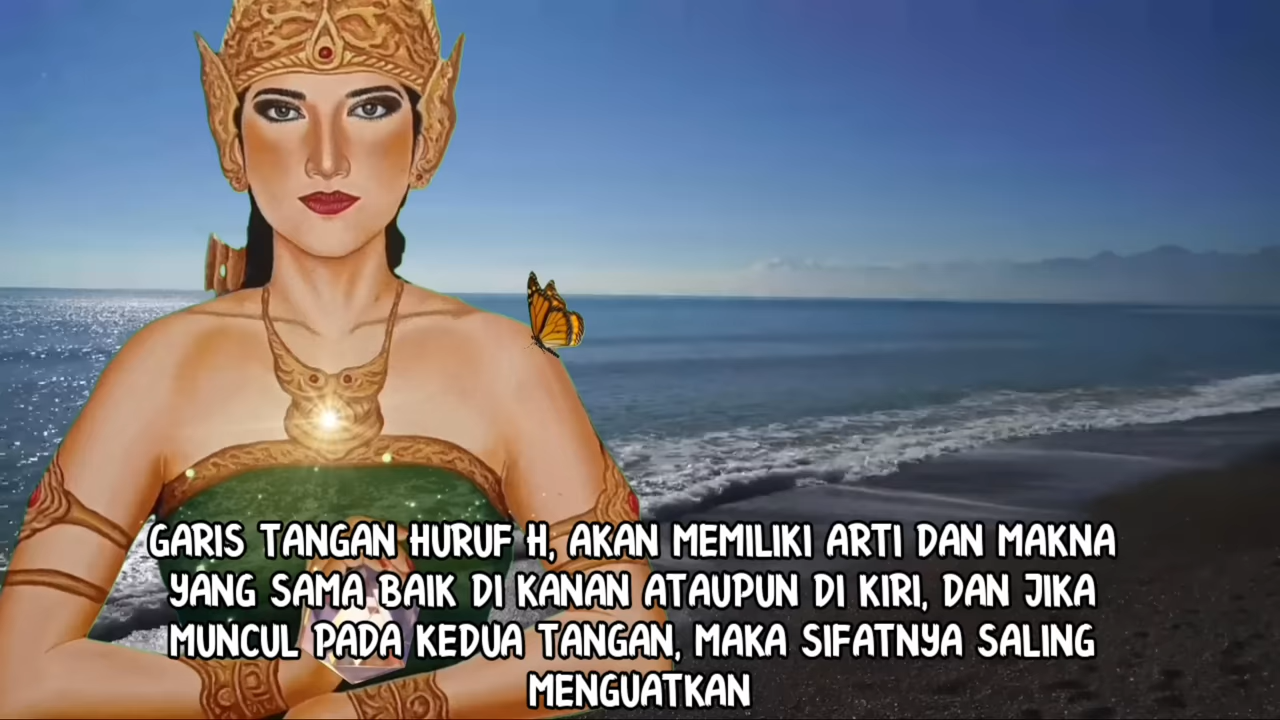 GARIS TANGAN HURUF H, AKAN MEMILIKI ARTI DAN MAKNA
YANG SAMA BAIK DI KANAN ATAUPUN DI KIRI, DAN JIKA
MUNCUL PADA KEDUA TANGAN, MAKA SIFATNYA SALING
MENGUATKAN